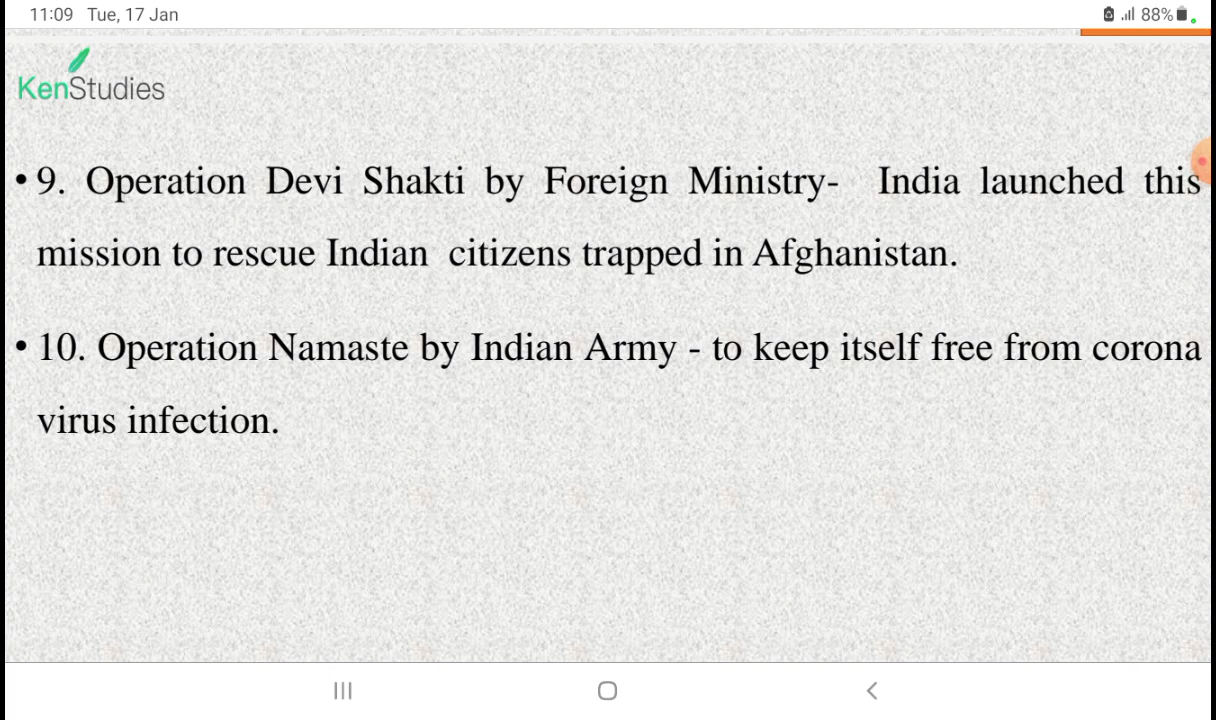 11:09 Tue, 17 Jan 88%
KenStudies
• 9. Operation Devi Shakti by Foreign Ministry- India launched this
mission to rescue Indian citizens trapped in Afghanistan.
• 10. Operation Namaste by Indian Army - to keep itself free from corona
virus infection.